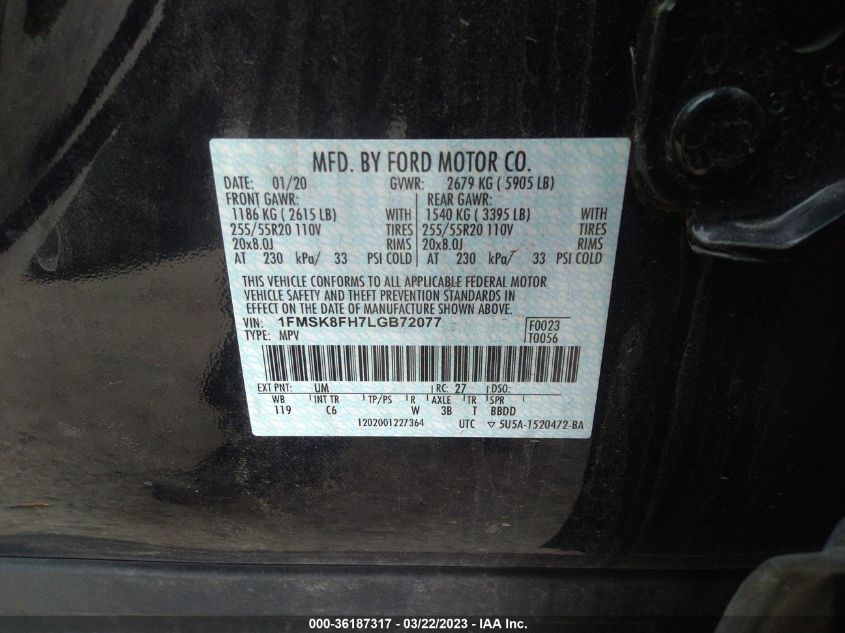 MFD. BY FORD MOTOR CO.
DATE: 01/20 GVWR: 2679 KG ( 5905 LB)
FRONT GAWR: REAR GAWR:
1186 KG ( 2615 LB) WITH 1540 KG ( 3395 LB) WITH
255/55R20 110V TIRES 255/55R20 110V TIRES
20x8.0J RIMS 20x8.0J RIMS
AT 230 kPa/ 33 PSI COLD AT 230 kPa/ 33 PSI COLD
THIS VEHICLE CONFORMS TO ALL APPLICABLE FEDERAL MOTOR
VEHICLE SAFETY AND THEFT PREVENTION STANDARDS IN
EFFECT ON THE DATE OF MANUFACTURE SHOWN ABOVE.
VIN: 1FMSK8FH7LGB72077 F0023
TYPE: MPV T0056
EXT PNT: UM RC: 27 DSO:
WB INT TR TP/PS R AXLE TR SPR
119 C6 W 3B T BBDD
1202001227364 UTC ▽ 5U5A-1520472-BA
000-36187317 - 03/22/2023 - IAA Inc.